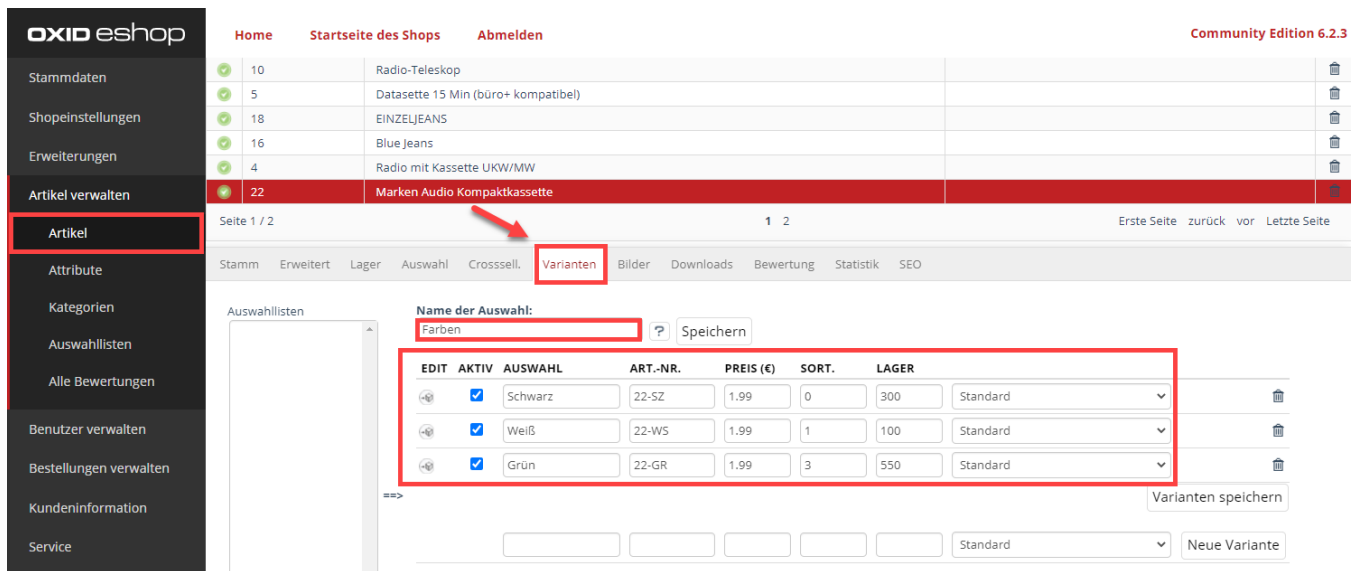 OXID eshop
Home Startseite des Shops Abmelden Community Edition 6.2.3
Stammdaten
Shopeinstellungen
Erweiterungen
Artikel verwalten
Artikel
Attribute
Kategorien
Auswahllisten
Alle Bewertungen
Benutzer verwalten
Bestellungen verwalten
Kundeninformation
Service
10 Radio-Teleskop
5 Datasette 15 Min (büro+ kompatibel)
18 EINZELJEANS
16 Blue Jeans
4 Radio mit Kassette UKW/MW
22 Marken Audio Kompaktkassette
Seite 1 / 2 1 2 Erste Seite zurück vor Letzte Seite
Stamm Erweitert Lager Auswahl Crosssell. Varianten Bilder Downloads Bewertung Statistik SEO
Auswahllisten
Name der Auswahl:
Farben ? Speichern
EDIT AKTIV AUSWAHL ART.-NR. PREIS (€) SORT. LAGER
Schwarz 22-SZ 1.99 0 300 Standard
Weiß 22-WS 1.99 1 100 Standard
Grün 22-GR 1.99 3 550 Standard
==> Varianten speichern
Standard Neue Variante